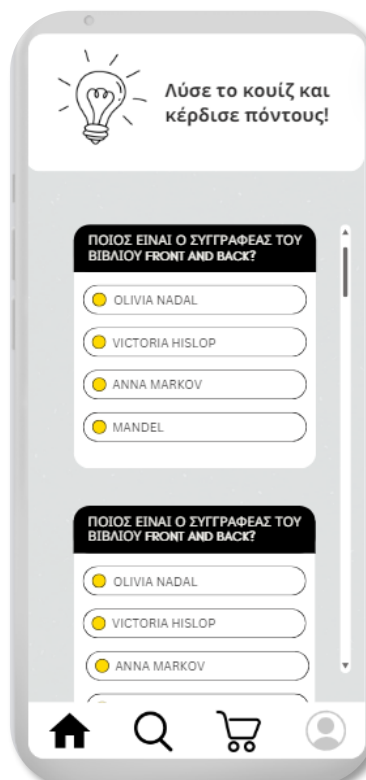 Λύσε το κουίζ και
κέρδισε πόντους!
ΠΟΙΟΣ ΕΙΝΑΙ Ο ΣΥΓΓΡΑΦΕΑΣ ΤΟΥ
ΒΙΒΛΙΟΥ FRONT AND BACK?
OLIVIA NADAL
VICTORIA HISLOP
ANNA MARKOV
MANDEL
ΠΟΙΟΣ ΕΙΝΑΙ Ο ΣΥΓΓΡΑΦΕΑΣ ΤΟΥ
ΒΙΒΛΙΟΥ FRONT AND BACK?
OLIVIA NADAL
VICTORIA HISLOP
ANNA MARKOV